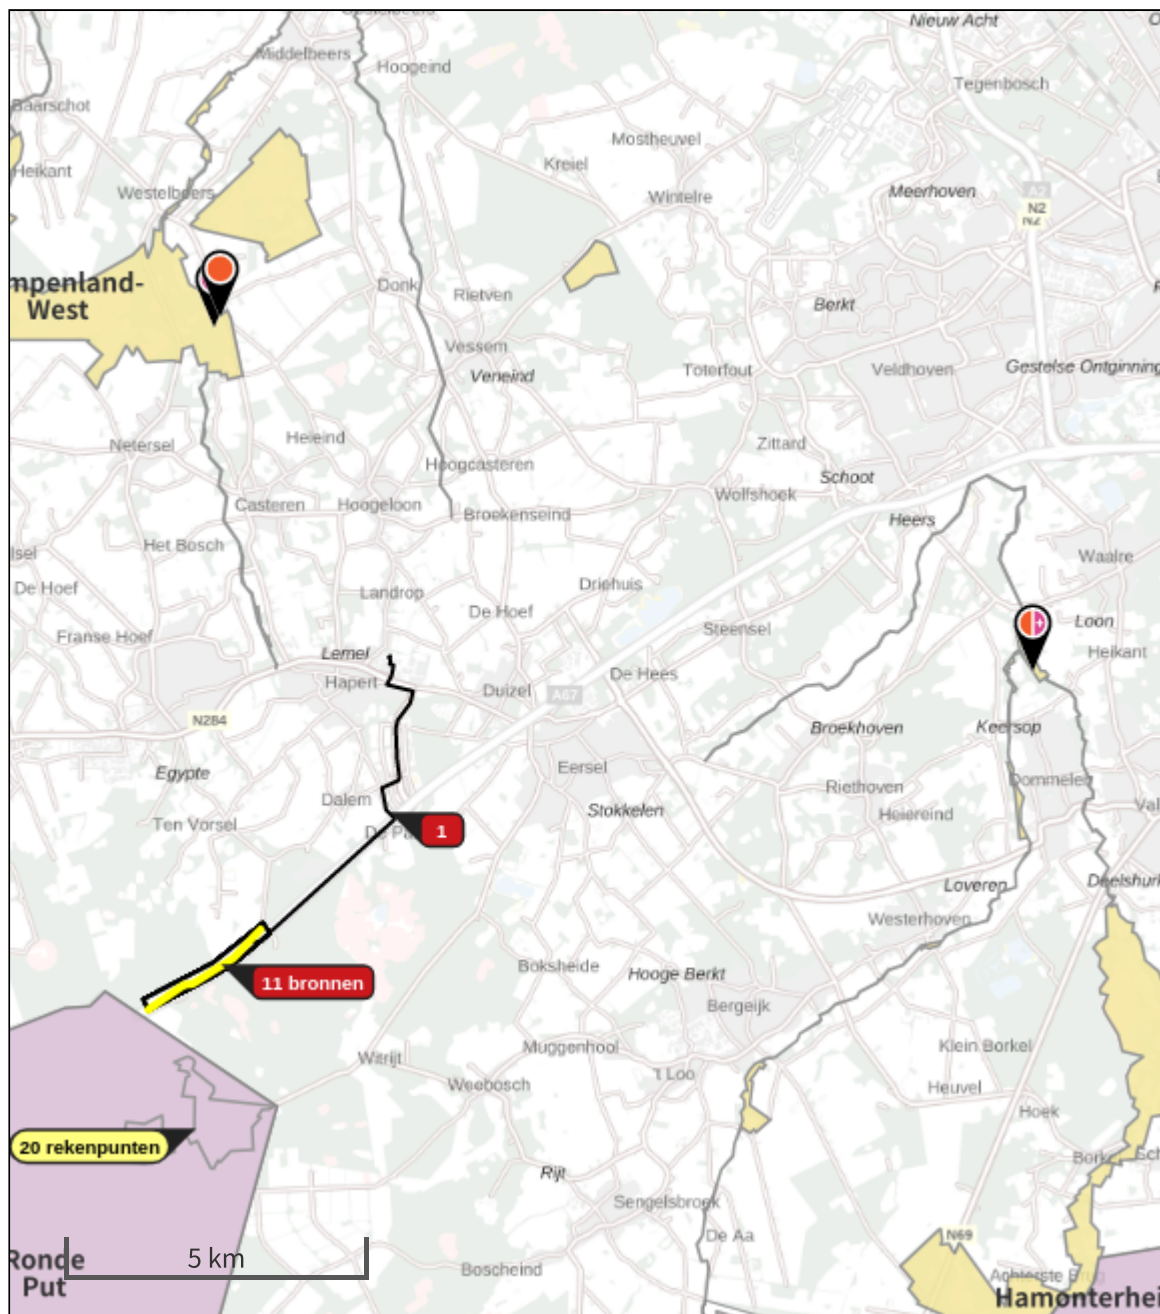 Nieuw Acht
Middelbeers
Hoogeind
Tegenbosch
Baarschot
Mostheuvel
Heikant
Kreiel
Westelbeers
Wintelre
Meerhoven
A2
N2
mpenland-
West
Donk
Rietven
Berkt
Vessem
Veneind
Toterfout
Veldhoven
Gestelse Ontginning
Netersel
Heieind
Zittard
Hoogcasteren
Schoot
Wolfshoek
Casteren
Hoogeloon
Broekenseind
Heers
Het Bosch
Waalre
De Hoef
Landrop
Driehuis
De Hoef
Franse Hoef
Steensel
Loon
Lemel
Heikant
De Hees
Hapert
Duizel
A67
N284
Broekhoven
Keersop
Egypte
Eersel
Dommelen
Riethoven
Dalem
Stokkelen
Heiereind
Ten Vorsel
1
Loveren
Westerhoven
11 bronnen
Boksheide
Hooge Berkt
Bergeijk
Witrijt
Muggenhool
Klein Borkel
't Loo
Weebosch
Heuvel
Hoek
20 rekenpunten
Rijt
Sengelsbroek
De Aa
N69
Ronde
Put
5 km
Boscheind
Achterste Brug
Hamonterhei